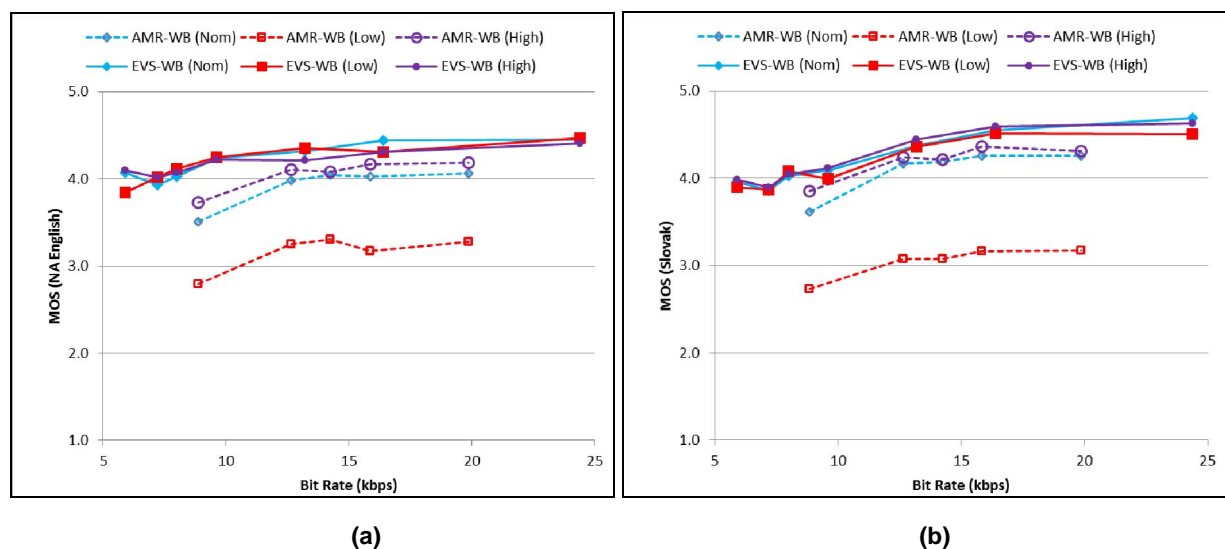 AMR-WB (Nom) AMR-WB (Low) AMR-WB (High)
EVS-WB (Nom) EVS-WB (Low) EVS-WB (High)
5.0
4.0
3.0
2.0
1.0
MOS (NA English)
5 10 15 20 25
Bit Rate (kbps)
(a)
AMR-WB (Nom) AMR-WB (Low) AMR-WB (High)
EVS-WB (Nom) EVS-WB (Low) EVS-WB (High)
5.0
4.0
3.0
2.0
1.0
MOS (Slovak)
5 10 15 20 25
Bit Rate (kbps)
(b)